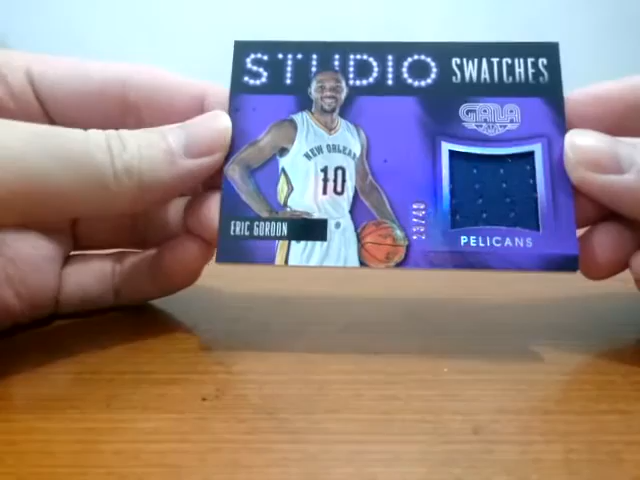 STUDIO SWATCHES
GALA
NEW ORLEANS
10
ERIC GORDON
PELICANS